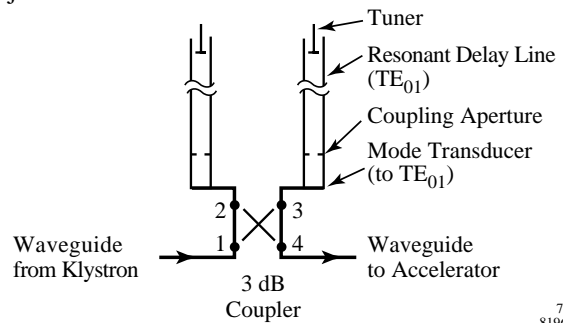 Tuner
Resonant Delay Line
(TE01)
Coupling Aperture
Mode Transducer
(to TE01)
2
3
1
4
Waveguide
from Klystron
Waveguide
to Accelerator
3 dB
Coupler